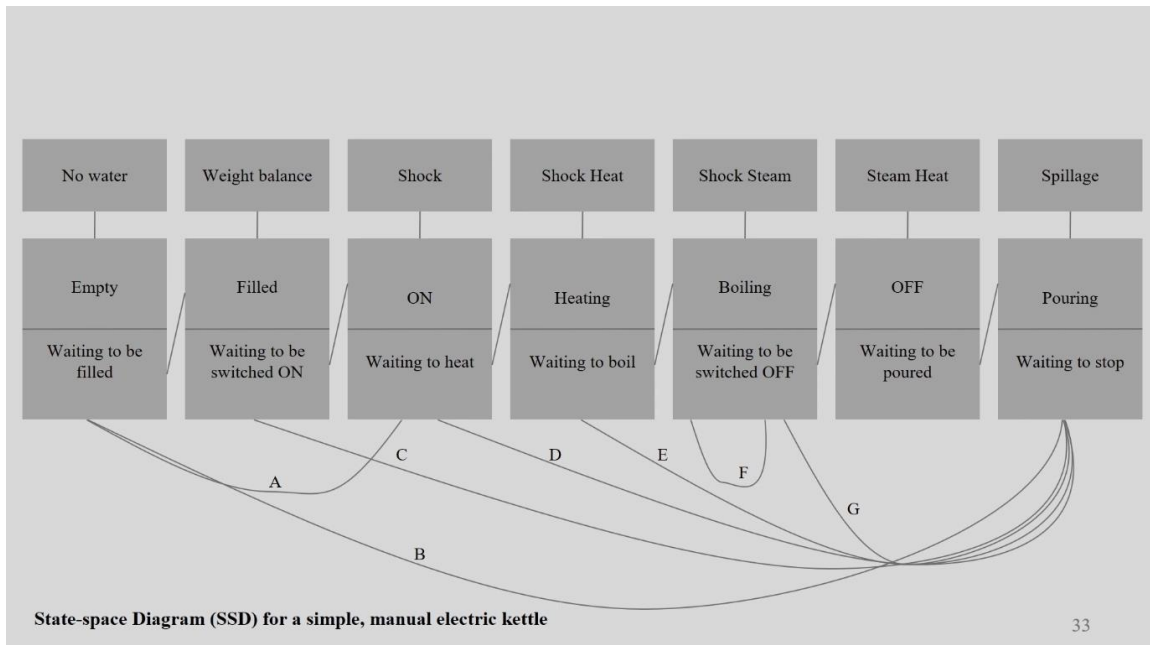 No water
Weight balance
Shock
Shock Heat
Shock Steam
Steam Heat
Spillage
Empty
Filled
ON
Heating
Boiling
OFF
Pouring
Waiting to be
filled
Waiting to be
switched ON
Waiting to heat
Waiting to boil
Waiting to be
switched OFF
Waiting to be
poured
Waiting to stop
A
B
C
D
E
F
G
State-space Diagram (SSD) for a simple, manual electric kettle
33